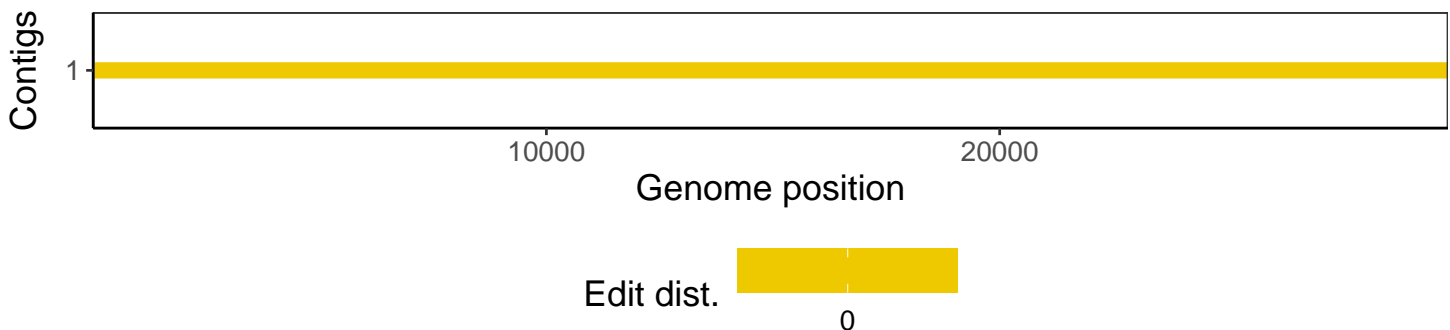 Contigs
1
10000 20000
Genome position
Edit dist.
0